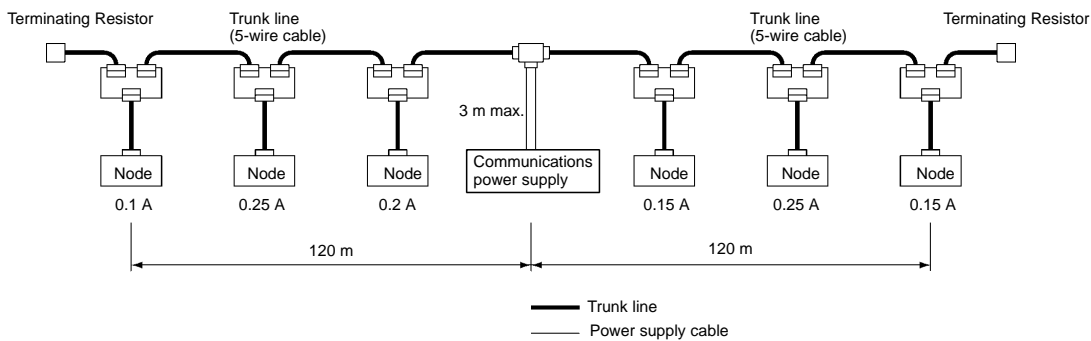 Terminating Resistor
Trunk line
(5-wire cable)
Trunk line
(5-wire cable)
Terminating Resistor
3 m max.
Communications
power supply
Node
Node
Node
Node
Node
Node
0.1 A
0.25 A
0.2 A
0.15 A
0.25 A
0.15 A
120 m
120 m
Trunk line
Power supply cable